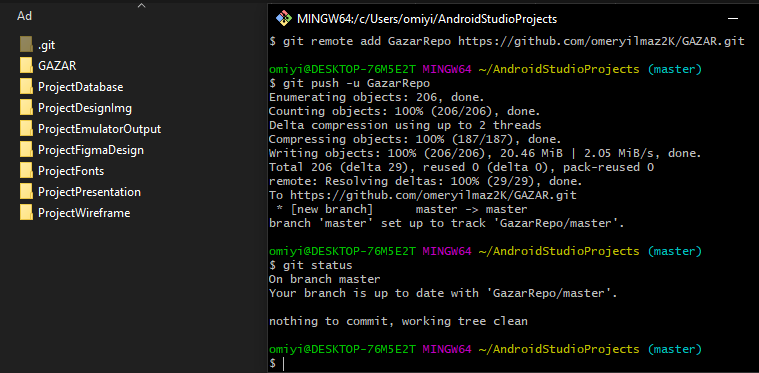 Ad
.git
GAZAR
ProjectDatabase
ProjectDesignImg
ProjectEmulatorOutput
ProjectFigmaDesign
ProjectFonts
ProjectPresentation
ProjectWireframe
MINGW64:/c/Users/omiyi/AndroidStudioProjects
$ git remote add GazarRepo https://github.com/omeryilmaz2K/GAZAR.git
omiyi@DESKTOP-76M5E2T MINGW64 ~/AndroidStudioProjects (master)
$ git push -u GazarRepo
Enumerating objects: 206, done.
Counting objects: 100% (206/206), done.
Delta compression using up to 2 threads
Compressing objects: 100% (187/187), done.
Writing objects: 100% (206/206), 20.46 MiB | 2.05 MiB/s, done.
Total 206 (delta 29), reused 0 (delta 0), pack-reused 0
remote: Resolving deltas: 100% (29/29), done.
To https://github.com/omeryilmaz2K/GAZAR.git
 * [new branch]      master -> master
branch 'master' set up to track 'GazarRepo/master'.
omiyi@DESKTOP-76M5E2T MINGW64 ~/AndroidStudioProjects (master)
$ git status
On branch master
Your branch is up to date with 'GazarRepo/master'.
nothing to commit, working tree clean
omiyi@DESKTOP-76M5E2T MINGW64 ~/AndroidStudioProjects (master)
$